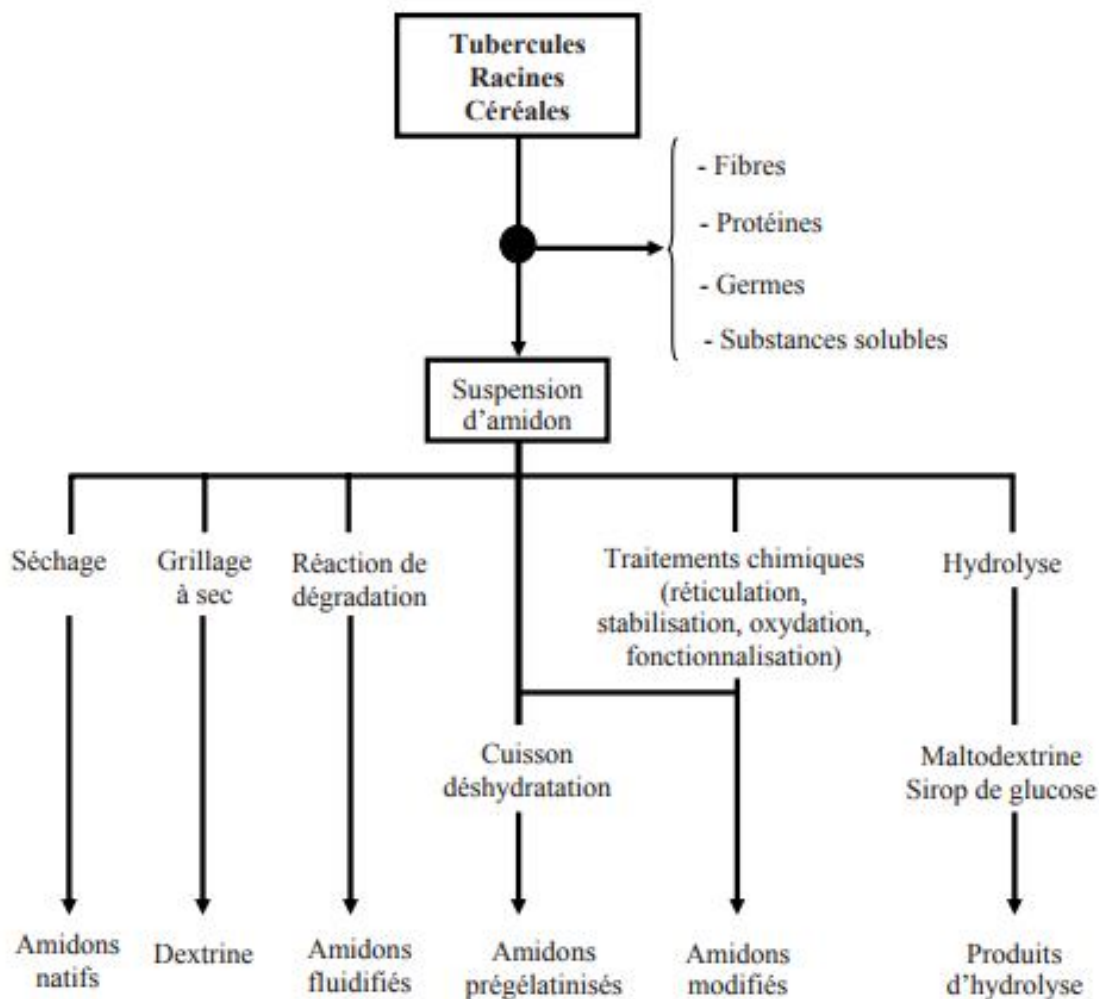 Tubercules
Racines
Céréales
- Fibres
- Protéines
- Germes
- Substances solubles
Suspension
d’amidon
Séchage
Grillage
à sec
Réaction de
dégradation
Traitements chimiques
(réticulation,
stabilisation, oxydation,
fonctionnalisation)
Hydrolyse
Cuisson
déshydratation
Maltodextrine
Sirop de glucose
Amidons
natifs
Dextrine
Amidons
fluidifiés
Amidons
prégélatinisés
Amidons
modifiés
Produits
d’hydrolyse